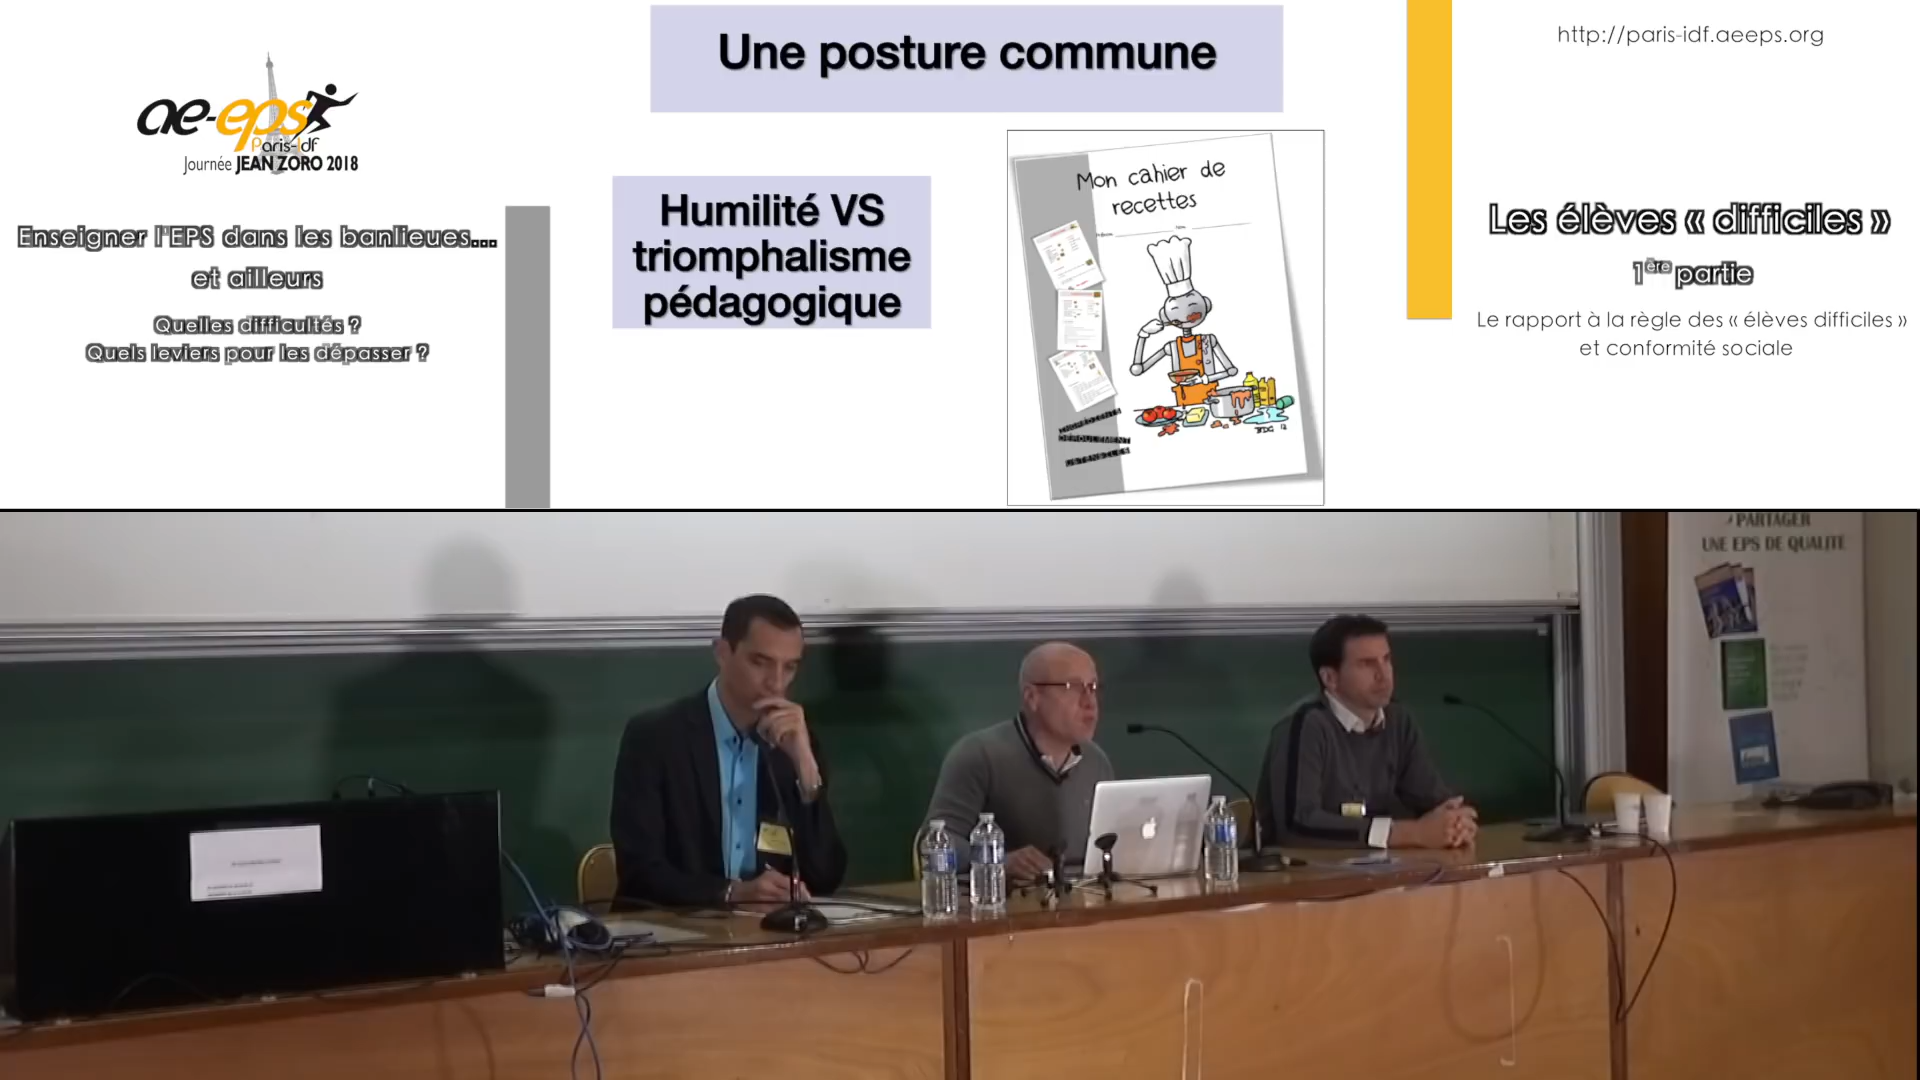 Une posture commune
http://paris-idf.aeeps.org
ae-eps
Paris-Idf
Journée JEAN ZORO 2018
Enseigner l'EPS dans les banlieues...
et ailleurs
Quelles difficultés ?
Quels leviers pour les dépasser ?
Humilité VS
triomphalisme
pédagogique
Mon cahier de
recettes
DÉROULEMENT
USTENSILES
Les élèves « difficiles »
1ère partie
Le rapport à la règle des « élèves difficiles »
et conformité sociale
PARTAGER
UNE EPS DE QUALITE